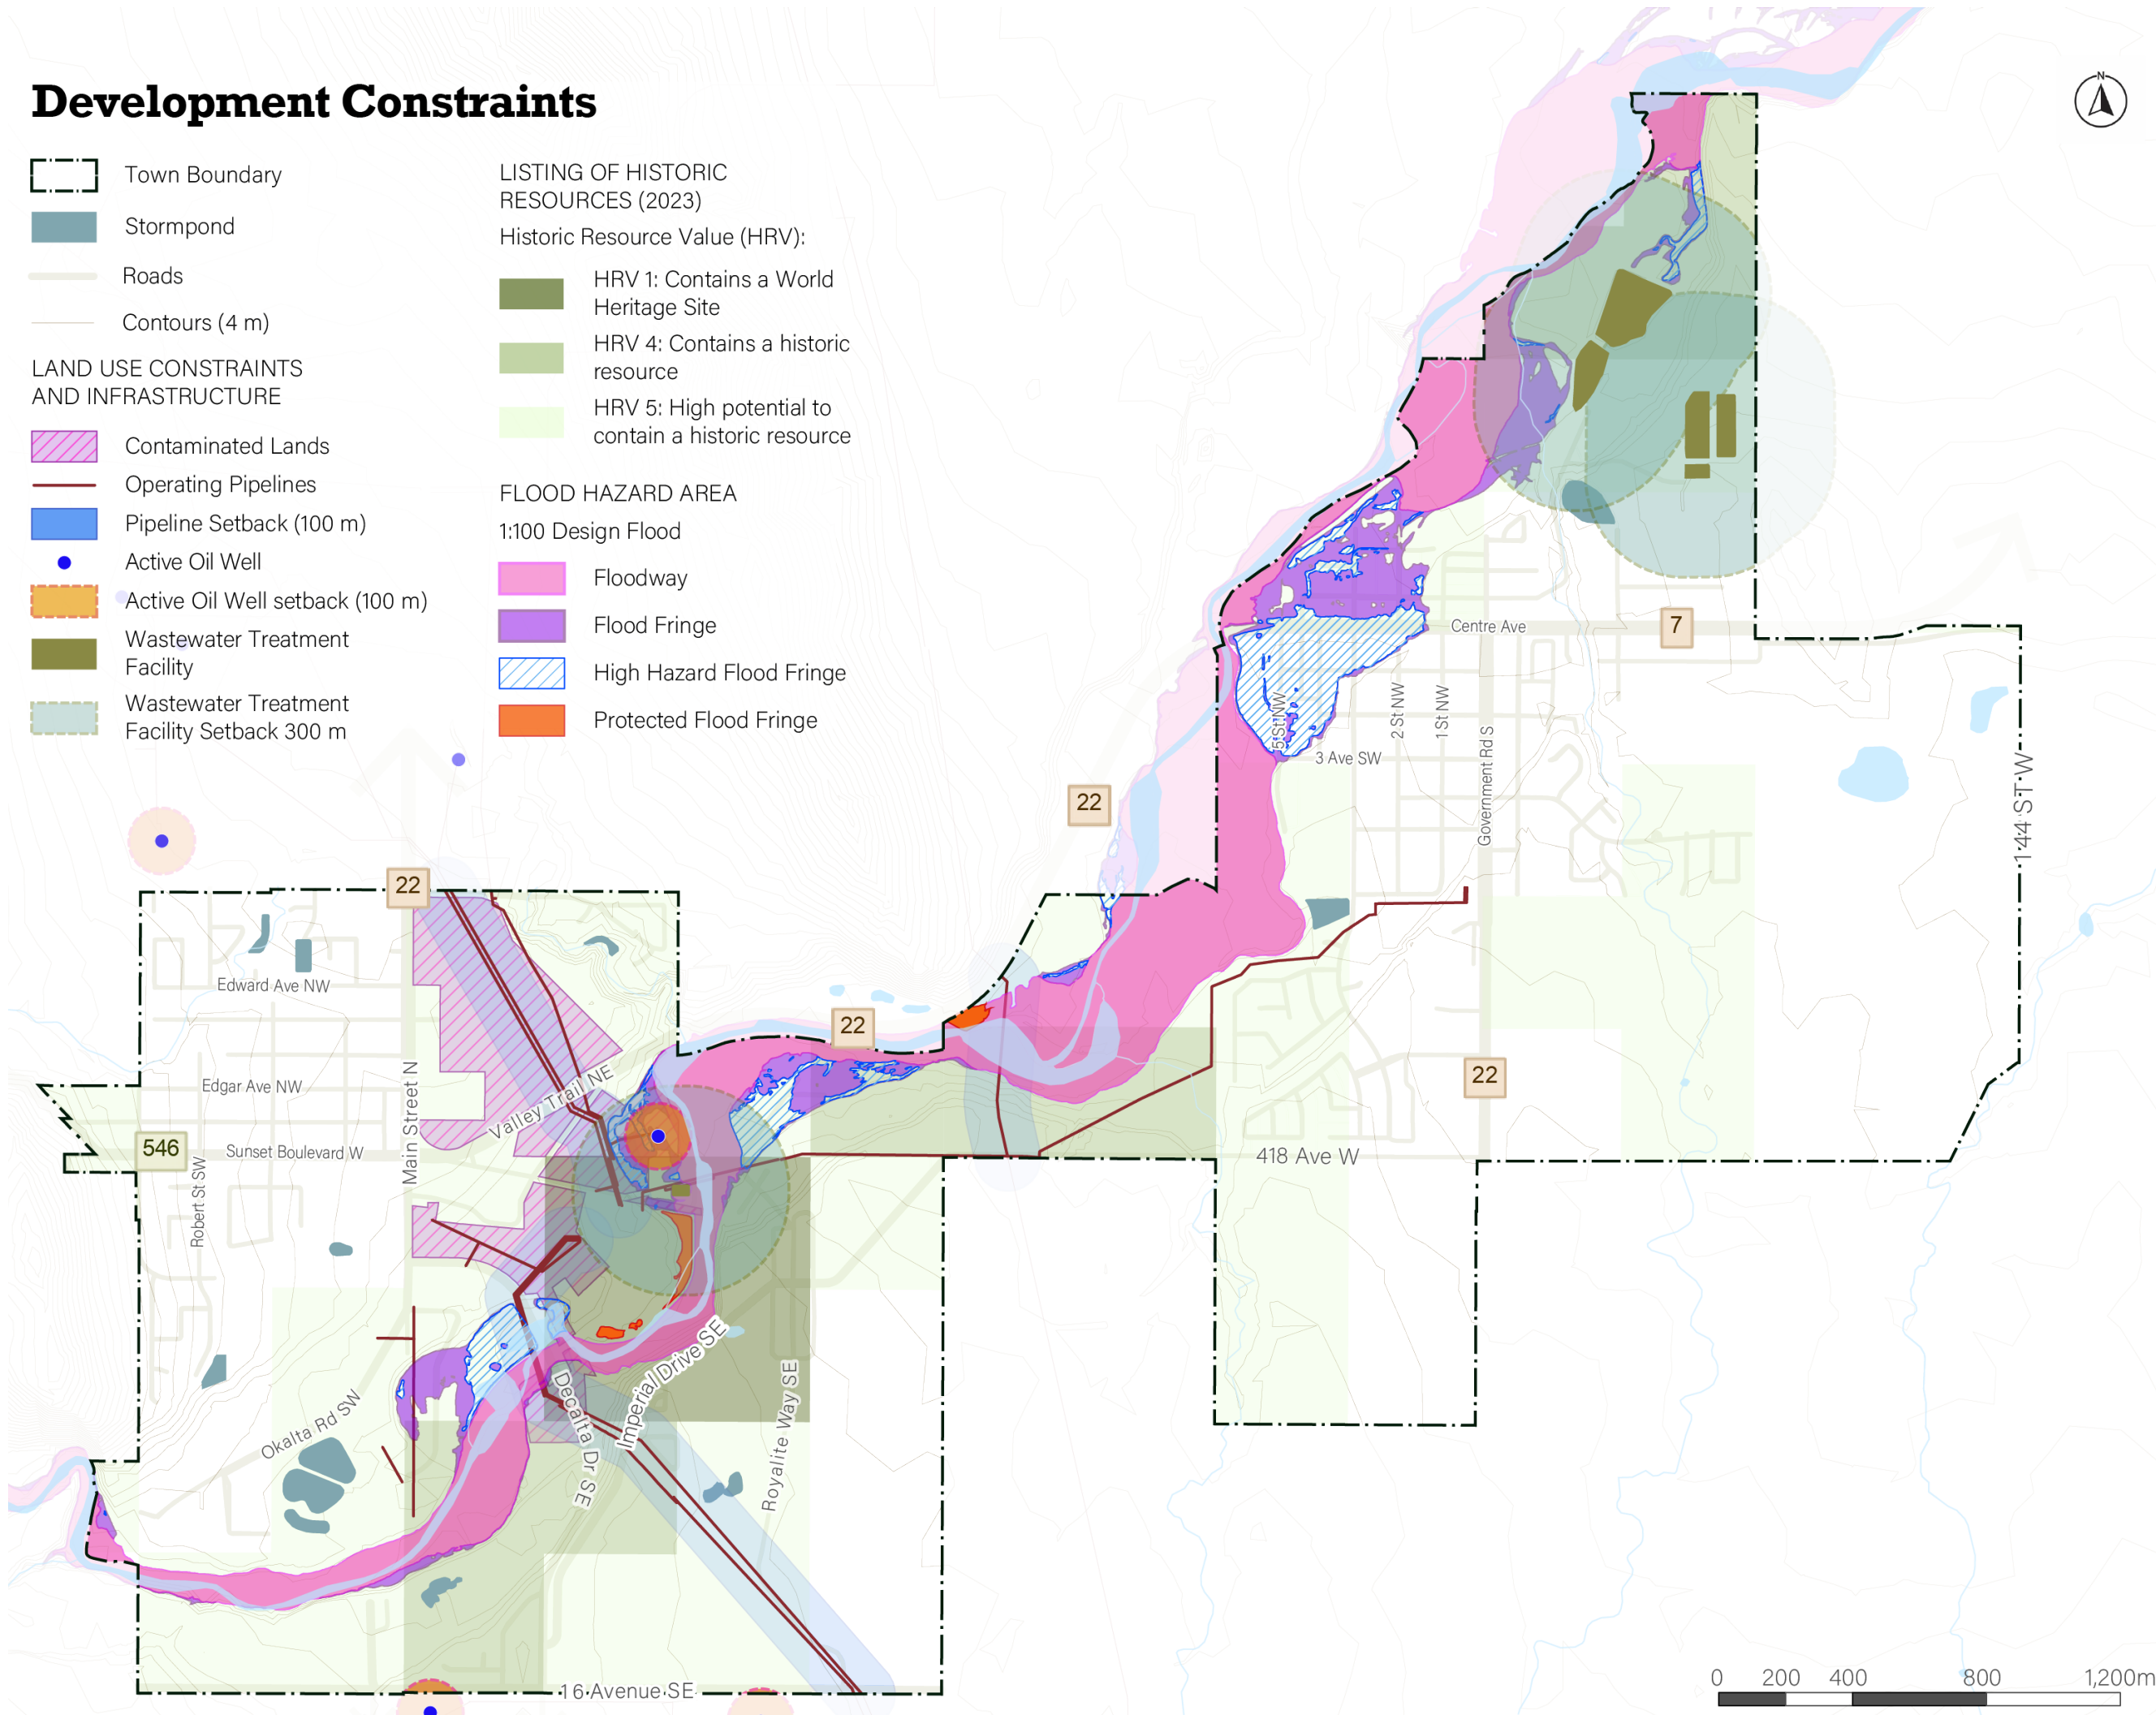 Development Constraints
N
Town Boundary
Stormpond
Roads
Contours (4 m)
LAND USE CONSTRAINTS
AND INFRASTRUCTURE
Contaminated Lands
Operating Pipelines
Pipeline Setback (100 m)
Active Oil Well
Active Oil Well setback (100 m)
Wastewater Treatment
Facility
Wastewater Treatment
Facility Setback 300 m
LISTING OF HISTORIC
RESOURCES (2023)
Historic Resource Value (HRV):
HRV 1: Contains a World
Heritage Site
HRV 4: Contains a historic
resource
HRV 5: High potential to
contain a historic resource
FLOOD HAZARD AREA
1:100 Design Flood
Floodway
Flood Fringe
High Hazard Flood Fringe
Protected Flood Fringe
Centre Ave
7
5 St NW
2 St NW
1 St NW
3 Ave SW
Government Rd S
144 ST W
22
22
22
22
Edward Ave NW
Edgar Ave NW
Valley Trail NE
Main Street N
546
Sunset Boulevard W
Robert St SW
418 Ave W
Okalta Rd SW
Decalta Dr SE
Imperial Drive SE
Royalite Way SE
16 Avenue SE
0 200 400 800 1,200m